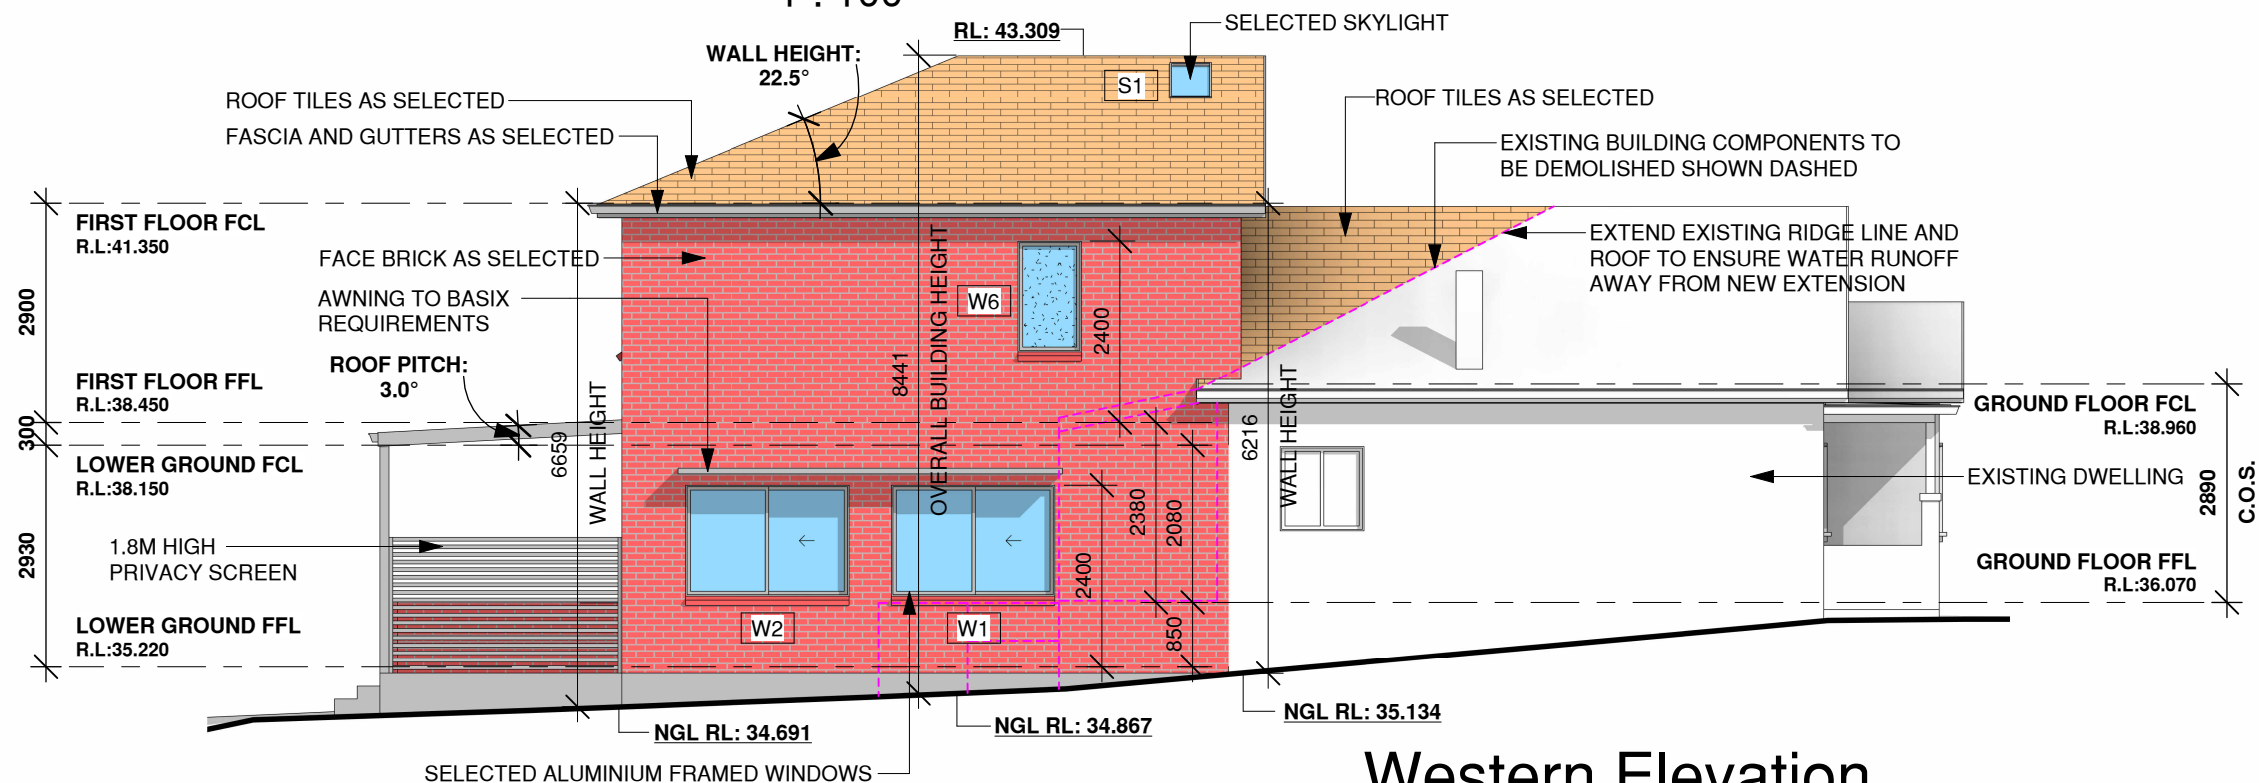 RL: 43.309
SELECTED SKYLIGHT
WALL HEIGHT:
22.5°
S1
ROOF TILES AS SELECTED
FASCIA AND GUTTERS AS SELECTED
ROOF TILES AS SELECTED
EXISTING BUILDING COMPONENTS TO
BE DEMOLISHED SHOWN DASHED
FIRST FLOOR FCL
R.L:41.350
EXTEND EXISTING RIDGE LINE AND
ROOF TO ENSURE WATER RUNOFF
AWAY FROM NEW EXTENSION
FACE BRICK AS SELECTED
AWNING TO BASIX
REQUIREMENTS
W6
2900
2400
ROOF PITCH:
3.0°
FIRST FLOOR FFL
R.L:38.450
8441
OVERALL BUILDING HEIGHT
300
6659
WALL HEIGHT
6216
WALL HEIGHT
GROUND FLOOR FCL
R.L:38.960
LOWER GROUND FCL
R.L:38.150
EXISTING DWELLING
2890
C.O.S.
2380
2080
2400
850
2930
1.8M HIGH
PRIVACY SCREEN
GROUND FLOOR FFL
R.L:36.070
LOWER GROUND FFL
R.L:35.220
W2
W1
NGL RL: 34.691
NGL RL: 34.867
NGL RL: 35.134
SELECTED ALUMINIUM FRAMED WINDOWS
Western Elevation